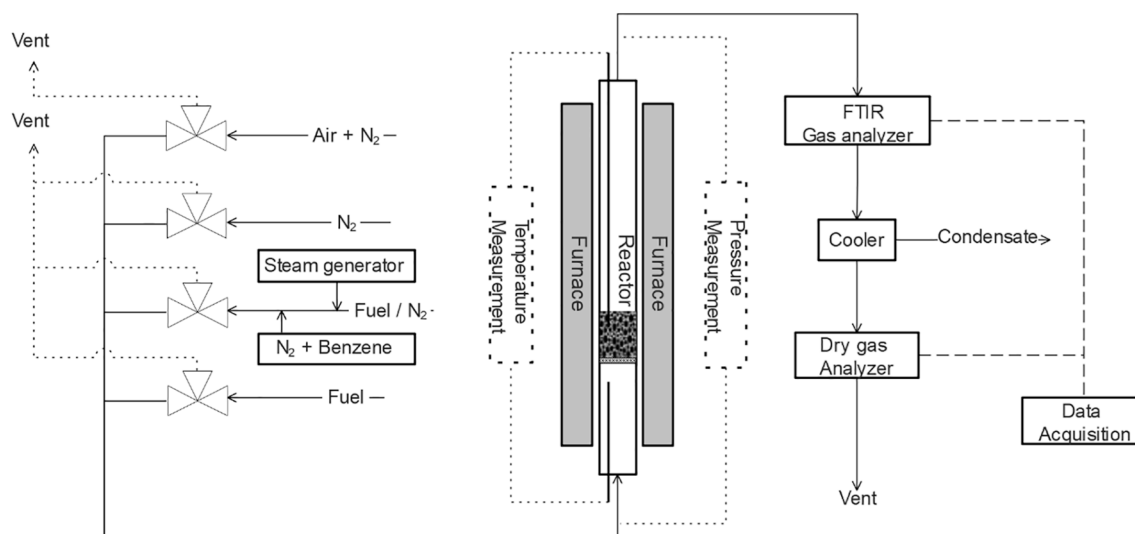 Vent
Vent
Air + N₂
N₂
Steam generator
Fuel / N₂
N₂ + Benzene
Fuel
Temperature
Measurement
Furnace
Reactor
Furnace
Pressure
Measurement
FTIR
Gas analyzer
Cooler
Condensate
Dry gas
Analyzer
Data
Acquisition
Vent